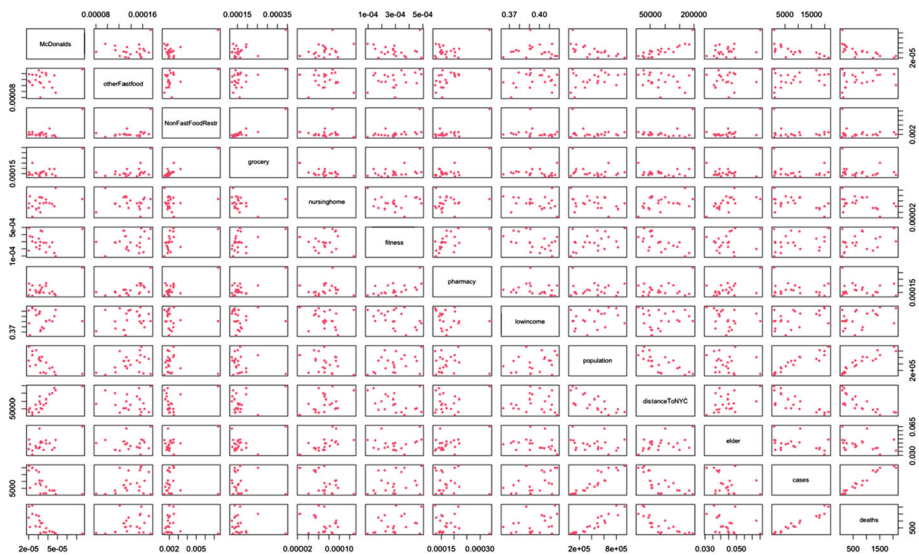 0.00008 0.00016 0.00015 0.00035 1e-04 3e-04 5e-04 0.37 0.40 50000 200000 5000 15000
McDonalds
2e-05
0.00008
otherFastfood
NonFastFoodRestr
0.002
0.00015
grocery
nursinghome
0.00002
1e-04 5e-04
fitness
pharmacy
0.00015
0.37
lowincome
population
2e+05
50000
distanceToNYC
elder
0.030 0.065
5000
cases
deaths
500
2e-05 5e-05 0.002 0.005 0.00002 0.00010 0.00015 0.00030 2e+05 8e+05 0.030 0.050 500 1500